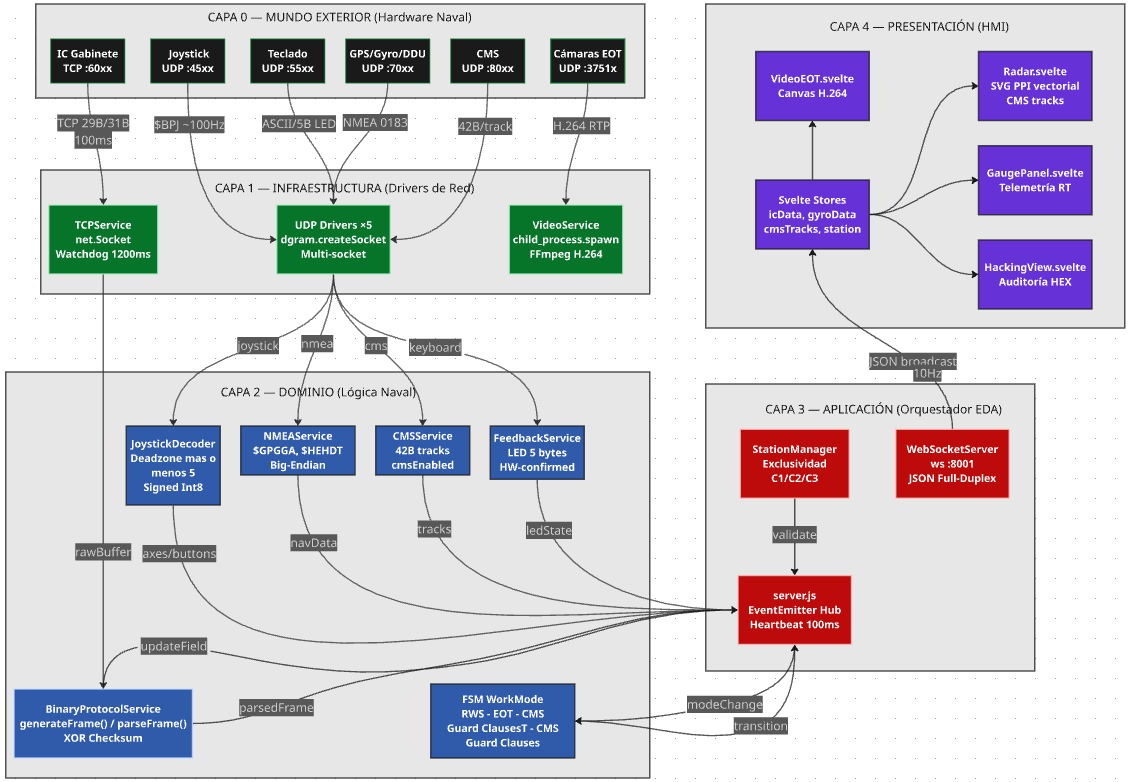 CAPA 0 — MUNDO EXTERIOR (Hardware Naval)
IC Gabinete
TCP :60xx
Joystick
UDP :45xx
Teclado
UDP :55xx
GPS/Gyro/DDU
UDP :70xx
CMS
UDP :80xx
Cámaras EOT
UDP :3751x
TCP 29B/31B
100ms
$BPJ ~100Hz
ASCII/5B LED
NMEA 0183
42B/track
H.264 RTP
CAPA 1 — INFRAESTRUCTURA (Drivers de Red)
TCPService
net.Socket
Watchdog 1200ms
UDP Drivers ×5
dgram.createSocket
Multi-socket
VideoService
child_process.spawn
FFmpeg H.264
joystick
nmea
cms
keyboard
CAPA 2 — DOMINIO (Lógica Naval)
JoystickDecoder
Deadzone mas o
menos 5
Signed Int8
NMEAService
$GPGGA, $HEHDT
Big-Endian
CMSService
42B tracks
cmsEnabled
FeedbackService
LED 5 bytes
HW-confirmed
rawBuffer
axes/buttons
navData
tracks
ledState
updateField
parsedFrame
BinaryProtocolService
generateFrame() / parseFrame()
XOR Checksum
FSM WorkMode
RWS - EOT - CMS
Guard ClausesT - CMS
Guard Clauses
modeChange
transition
CAPA 4 — PRESENTACIÓN (HMI)
VideoEOT.svelte
Canvas H.264
Radar.svelte
SVG PPI vectorial
CMS tracks
GaugePanel.svelte
Telemetría RT
Svelte Stores
icData, gyroData
cmsTracks, station
HackingView.svelte
Auditoría HEX
JSON broadcast
10Hz
CAPA 3 — APLICACIÓN (Orquestador EDA)
StationManager
Exclusividad
C1/C2/C3
WebSocketServer
ws :8001
JSON Full-Duplex
validate
server.js
EventEmitter Hub
Heartbeat 100ms